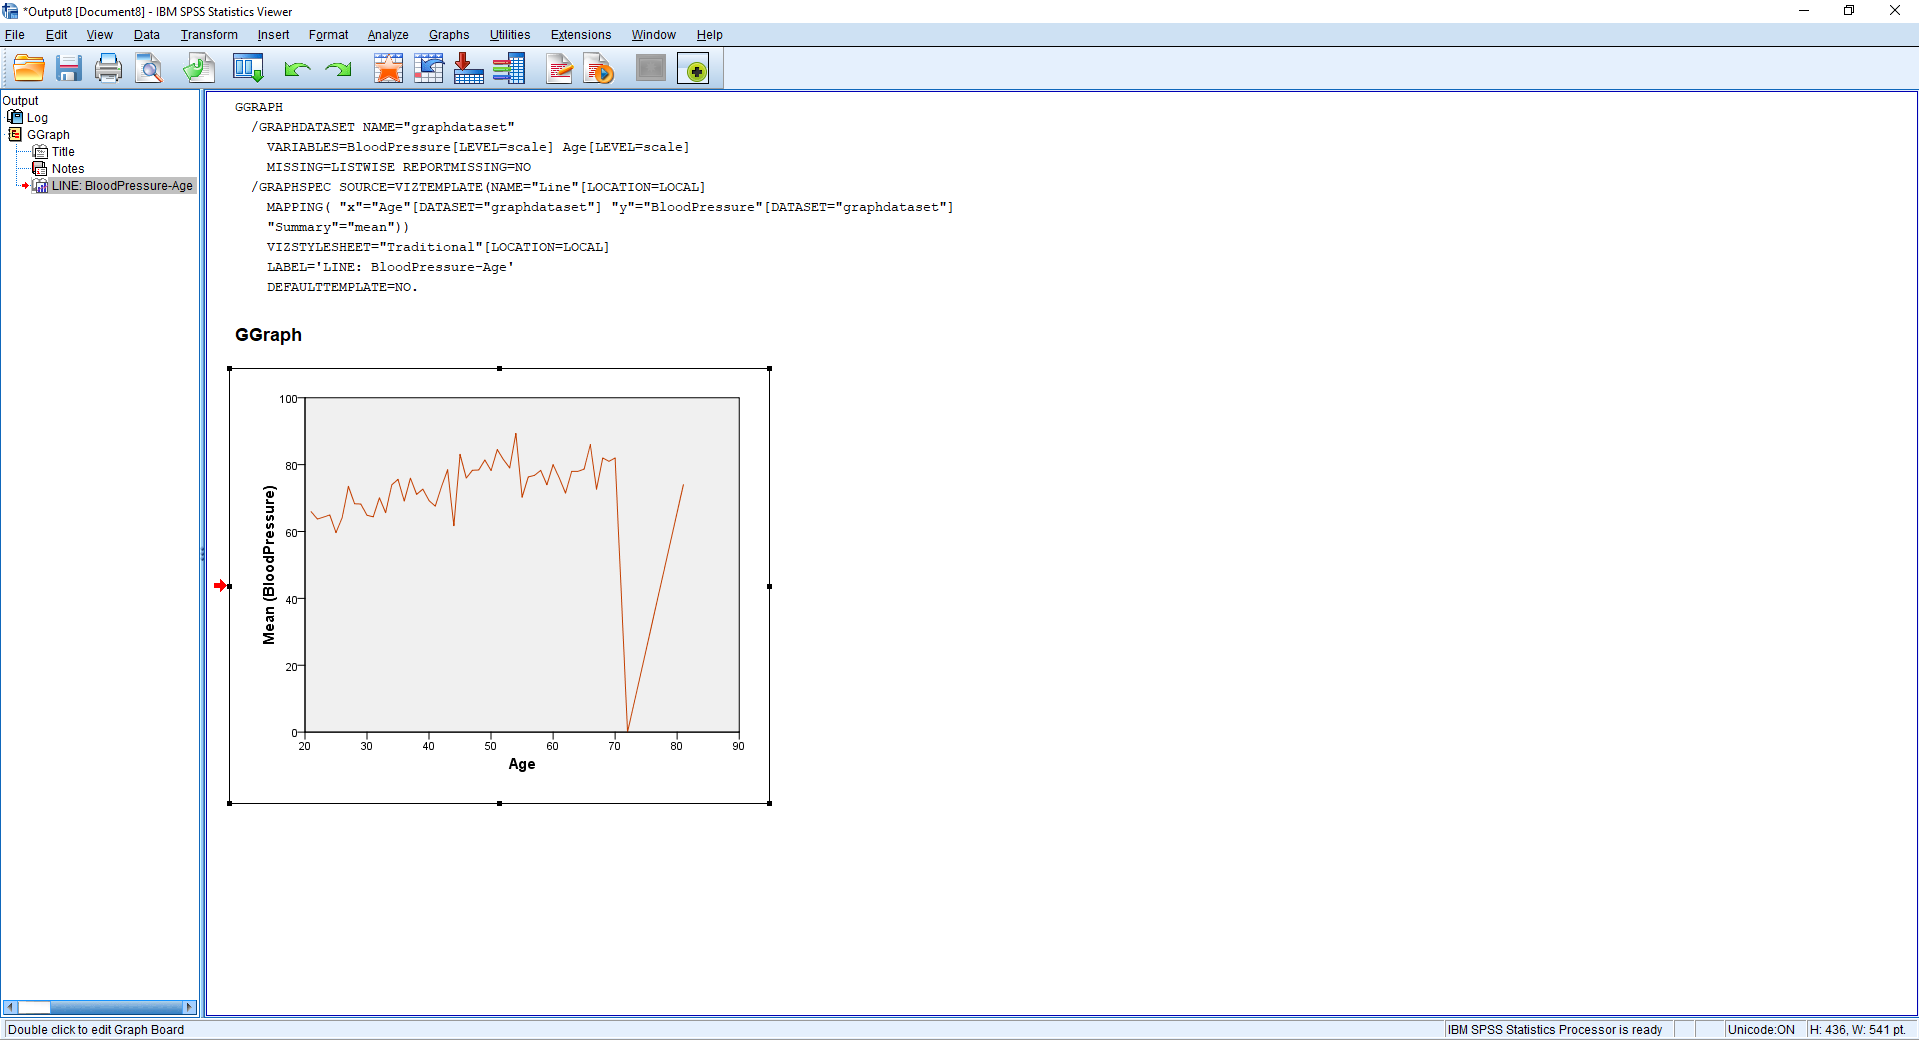 *Output8 [Document8] - IBM SPSS Statistics Viewer
File Edit View Data Transform Insert Format Analyze Graphs Utilities Extensions Window Help
Output
Log
GGraph
Title
Notes
LINE: BloodPressure-Age
GGRAPH
/GRAPHDATASET NAME="graphdataset"
VARIABLES=BloodPressure[LEVEL=scale] Age[LEVEL=scale]
MISSING=LISTWISE REPORTMISSING=NO
/GRAPHSPEC SOURCE=VIZTEMPLATE(NAME="Line"[LOCATION=LOCAL]
MAPPING( "x"="Age"[DATASET="graphdataset"] "y"="BloodPressure"[DATASET="graphdataset"]
"Summary"="mean"))
VIZSTYLESHEET="Traditional"[LOCATION=LOCAL]
LABEL='LINE: BloodPressure-Age'
DEFAULTTEMPLATE=NO.
GGraph
Mean (BloodPressure)
100
80
60
40
20
0
20 30 40 50 60 70 80 90
Age
Double click to edit Graph Board
IBM SPSS Statistics Processor is ready
Unicode:ON
H: 436, W: 541 pt.